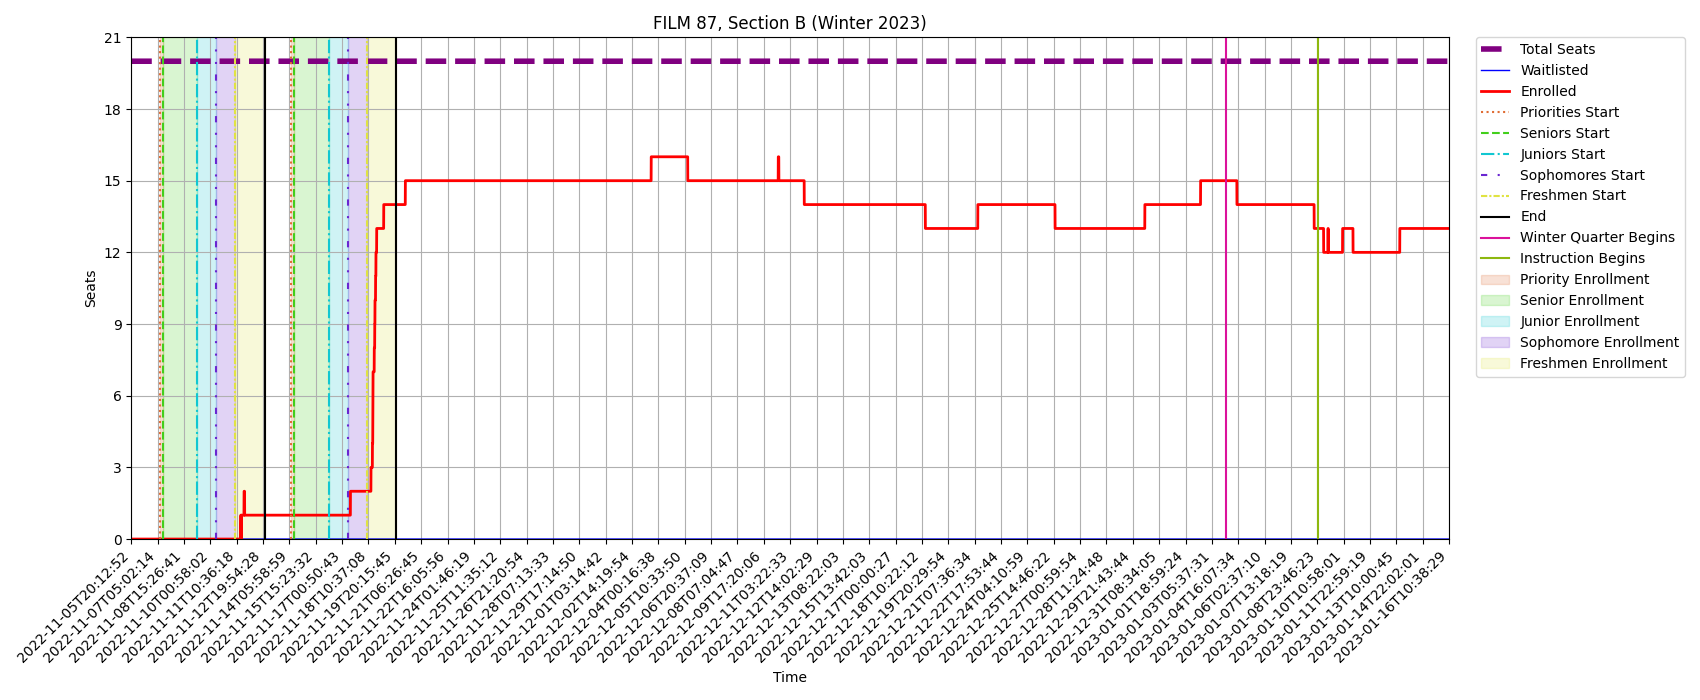 FILM 87, Section B (Winter 2023)
21
18
15
12
9
6
3
0
Seats
2022-11-05T20:12:52
2022-11-07T05:02:14
2022-11-08T15:26:41
2022-11-10T00:58:02
2022-11-11T10:36:18
2022-11-12T19:54:28
2022-11-14T05:58:59
2022-11-15T15:23:32
2022-11-17T00:50:43
2022-11-18T10:37:08
2022-11-19T20:15:45
2022-11-21T06:26:45
2022-11-22T16:05:56
2022-11-24T01:46:19
2022-11-25T11:35:12
2022-11-26T21:20:54
2022-11-28T07:13:33
2022-11-29T17:14:50
2022-12-01T03:14:42
2022-12-02T14:19:54
2022-12-04T00:16:38
2022-12-05T10:33:50
2022-12-06T20:37:09
2022-12-08T07:04:47
2022-12-09T17:20:06
2022-12-11T03:22:33
2022-12-12T14:02:29
2022-12-13T08:22:03
2022-12-15T13:42:03
2022-12-17T00:00:27
2022-12-18T10:22:12
2022-12-19T20:29:54
2022-12-21T07:36:34
2022-12-22T17:53:44
2022-12-24T04:10:59
2022-12-25T14:46:22
2022-12-27T00:59:54
2022-12-28T11:24:48
2022-12-29T21:43:44
2022-12-31T08:34:05
2023-01-01T18:59:24
2023-01-03T05:37:31
2023-01-04T16:07:34
2023-01-06T02:37:10
2023-01-07T13:18:19
2023-01-08T23:46:23
2023-01-10T10:58:01
2023-01-11T22:59:19
2023-01-13T10:00:45
2023-01-14T22:02:01
2023-01-16T10:38:29
Time
Total Seats
Waitlisted
Enrolled
Priorities Start
Seniors Start
Juniors Start
Sophomores Start
Freshmen Start
End
Winter Quarter Begins
Instruction Begins
Priority Enrollment
Senior Enrollment
Junior Enrollment
Sophomore Enrollment
Freshmen Enrollment